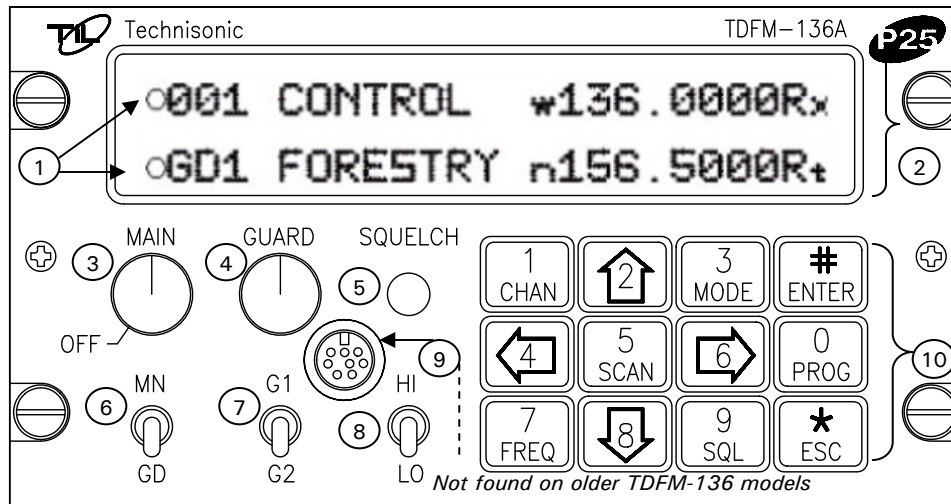 TiL Technisonic TDFM-136A P25
○001 CONTROL w136.0000Rx
○GD1 FORESTRY n156.5000Rt
1
2
MAIN GUARD SQUELCH
3 4 5
OFF
1 CHAN 2 3 MODE # ENTER
4 5 SCAN 6 0 PROG
7 FREQ 8 9 SQL * ESC
9
10
MN G1 HI
6 7 8
GD G2 LO
Not found on older TDFM-136 models